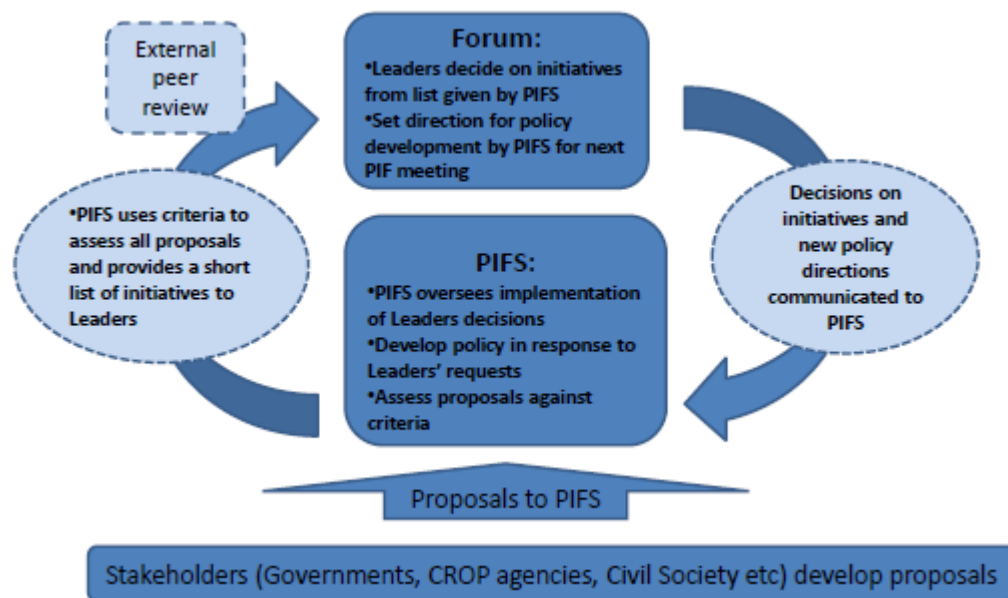 External
peer
review
Forum:
•Leaders decide on initiatives
from list given by PIFS
•Set direction for policy
development by PIFS for next
PIF meeting
•PIFS uses criteria to
assess all proposals
and provides a short
list of initiatives to
Leaders
PIFS:
•PIFS oversees implementation
of Leaders decisions
•Develop policy in response to
Leaders’ requests
•Assess proposals against
criteria
Decisions on
initiatives and
new policy
directions
communicated to
PIFS
Proposals to PIFS
Stakeholders (Governments, CROP agencies, Civil Society etc) develop proposals